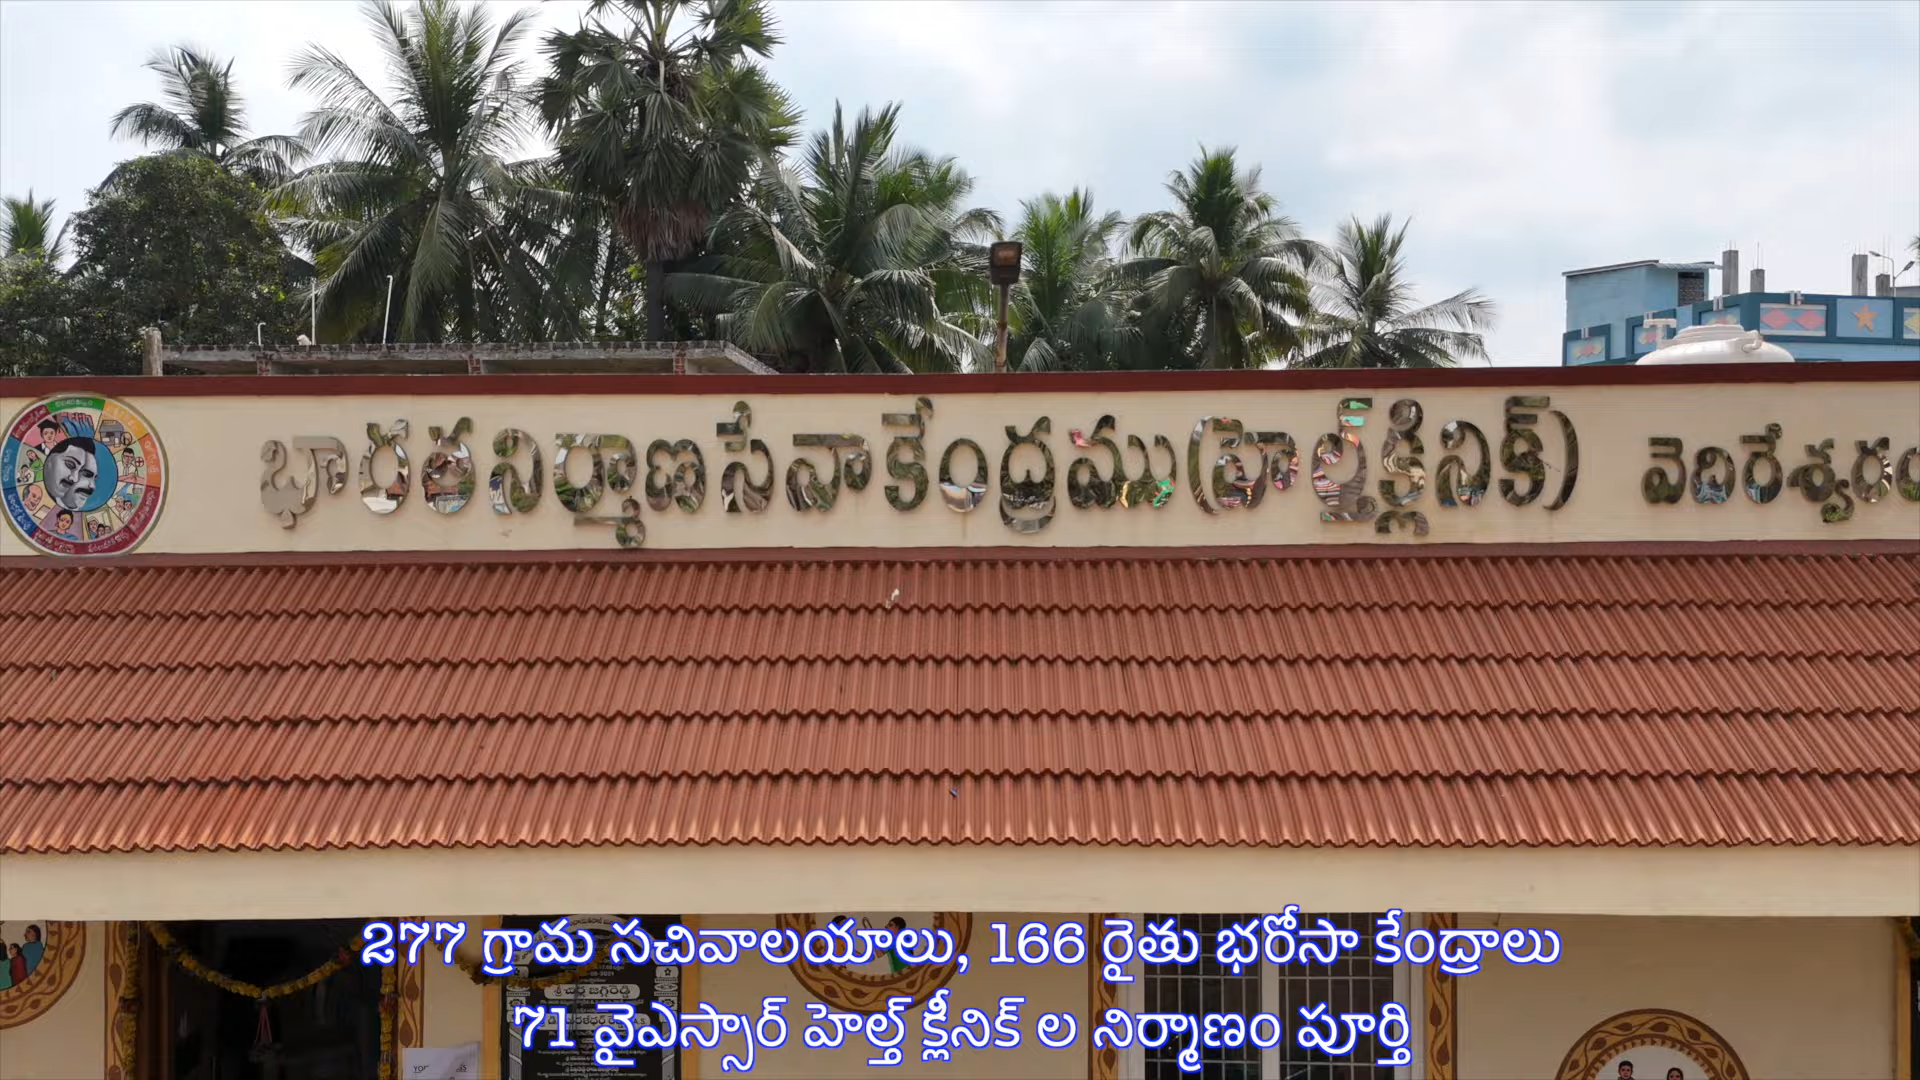 భారత నిర్మాణ సేవా కేంద్రము (హెల్త్ క్లినిక్) వెదిరేశ్వరం
277 గ్రామ సచివాలయాలు, 166 రైతు భరోసా కేంద్రాలు
71 వైఎస్సార్ హెల్త్ క్లీనిక్ ల నిర్మాణం పూర్తి